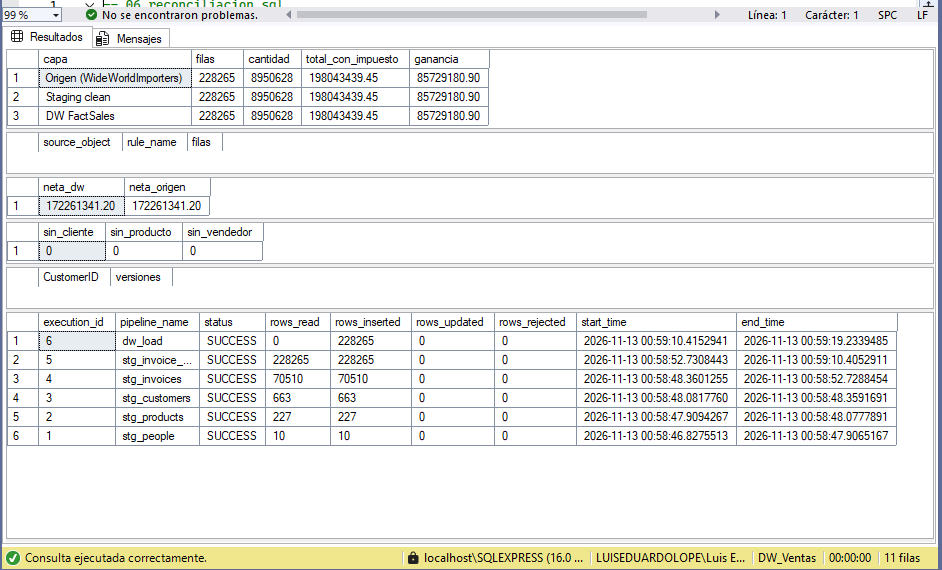 1 -- 06_reconciliacion.sql
99 % No se encontraron problemas. Línea: 1 Carácter: 1 SPC LF
Resultados Mensajes
capa filas cantidad total_con_impuesto ganancia
1 Origen (WideWorldImporters) 228265 8950628 198043439.45 85729180.90
2 Staging clean 228265 8950628 198043439.45 85729180.90
3 DW FactSales 228265 8950628 198043439.45 85729180.90
source_object rule_name filas
neta_dw neta_origen
1 172261341.20 172261341.20
sin_cliente sin_producto sin_vendedor
1 0 0 0
CustomerID versiones
execution_id pipeline_name status rows_read rows_inserted rows_updated rows_rejected start_time end_time
1 6 dw_load SUCCESS 0 228265 0 0 2026-11-13 00:59:10.4152941 2026-11-13 00:59:19.2339485
2 5 stg_invoice_... SUCCESS 228265 228265 0 0 2026-11-13 00:58:52.7308443 2026-11-13 00:59:10.4052911
3 4 stg_invoices SUCCESS 70510 70510 0 0 2026-11-13 00:58:48.3601255 2026-11-13 00:58:52.7288454
4 3 stg_customers SUCCESS 663 663 0 0 2026-11-13 00:58:48.0817760 2026-11-13 00:58:48.3591691
5 2 stg_products SUCCESS 227 227 0 0 2026-11-13 00:58:47.9094267 2026-11-13 00:58:48.0777891
6 1 stg_people SUCCESS 10 10 0 0 2026-11-13 00:58:46.8275513 2026-11-13 00:58:47.9065167
Consulta ejecutada correctamente. localhost\SQLEXPRESS (16.0 ... LUISEDUARDOLOPE\Luis E... DW_Ventas 00:00:00 11 filas